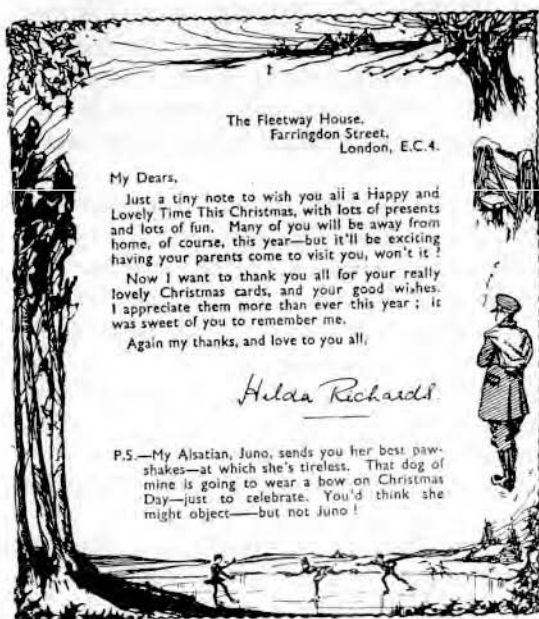 The Fleetway House,
Farringdon Street,
London, E.C.4.
My Dears,
Just a tiny note to wish you all a Happy and
Lovely Time This Christmas, with lots of presents
and lots of fun. Many of you will be away from
home, of course, this year—but it'll be exciting
having your parents come to visit you, won't it ?
Now I want to thank you all for your really
lovely Christmas cards, and your good wishes.
I appreciate them more than ever this year ; it
was sweet of you to remember me.
Again my thanks, and love to you all,
Hilda Richards.
P.S.—My Alsatian, Juno, sends you her best paw-
shakes—at which she's tireless. That dog of
mine is going to wear a bow on Christmas
Day—just to celebrate. You'd think she
might object——but not Juno !